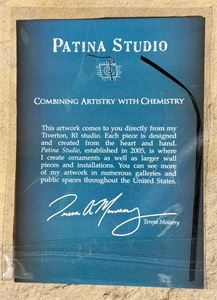 PATINA STUDIO
COMBINING ARTISTRY WITH CHEMISTRY
This artwork comes to you directly from my
Tiverton, RI studio. Each piece is designed
and created from the heart and hand.
Patina Studio, established in 2005, is where
I create ornaments as well as larger wall
pieces and installations. You can see more
of my artwork in numerous galleries and
public spaces throughout the United States.
Teresa A Mowery
Teresa Mowery